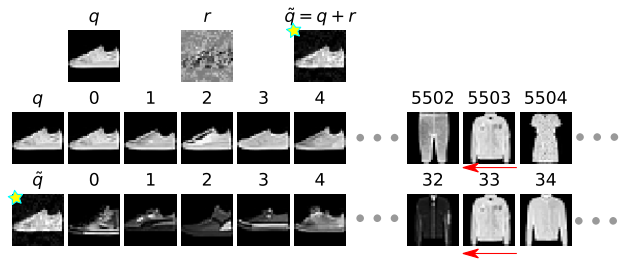 q r q̃ = q + r
q 0 1 2 3 4 5502 5503 5504
q̃ 0 1 2 3 4 32 33 34